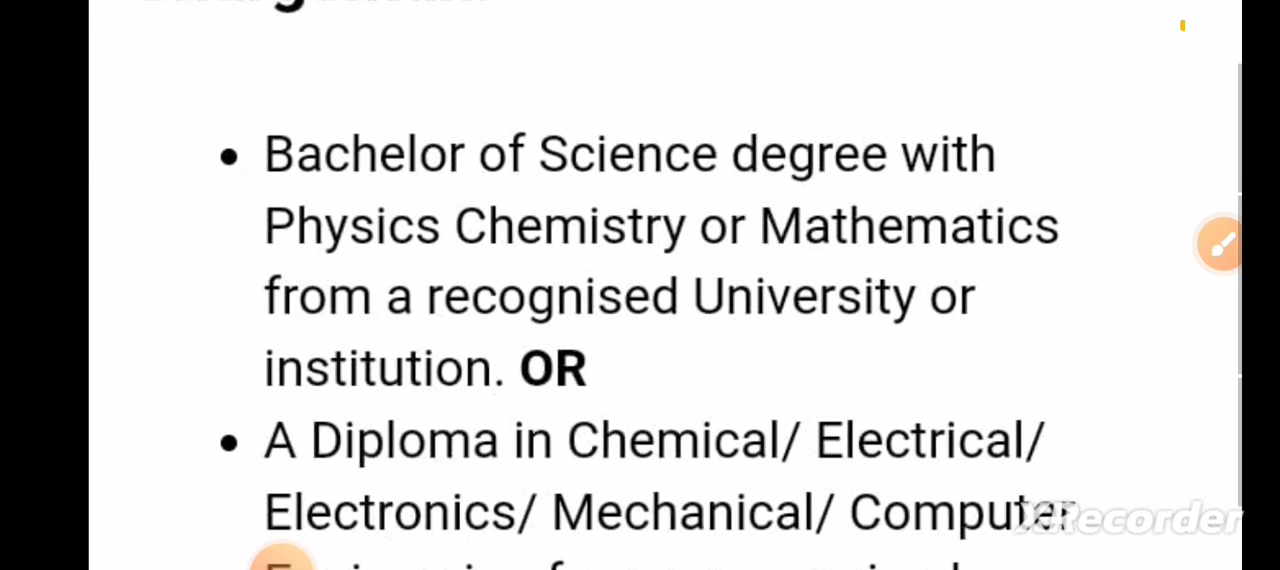 Bachelor of Science degree with
Physics Chemistry or Mathematics
from a recognised University or
institution. OR
A Diploma in Chemical/ Electrical/
Electronics/ Mechanical/ Computer
XRecorder